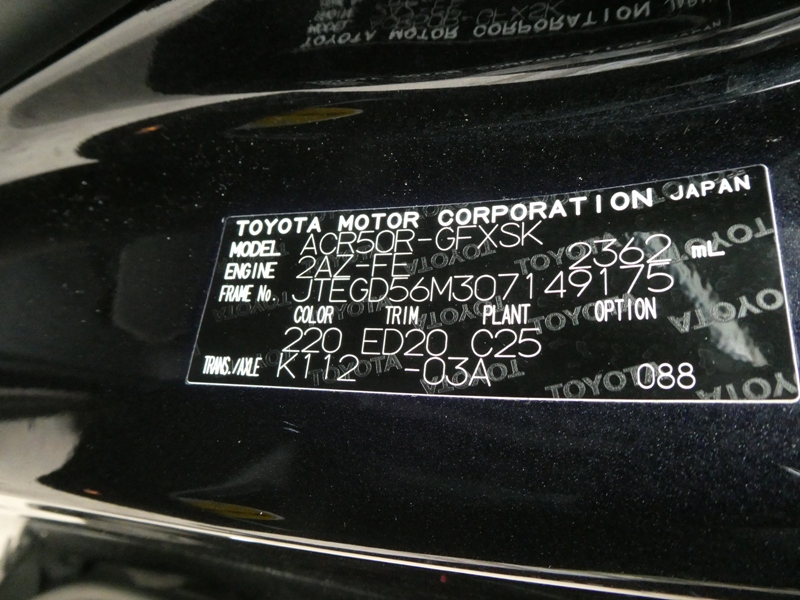 TOYOTA MOTOR CORPORATION JAPAN
MODEL ACR50R-GFXSK
ENGINE 2AZ-FE 2362 mL
FRAME No. JTEGD56M307149175
COLOR TRIM PLANT OPTION
220 ED20 C25
TRANS./AXLE K112 -03A 088